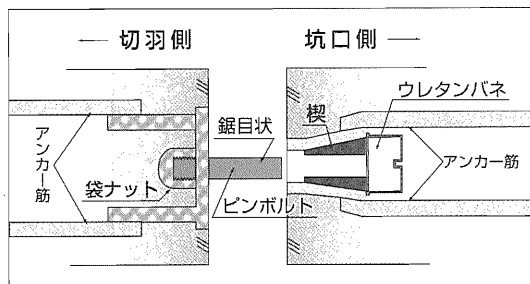 ← 切羽側
坑口側 →
ウレタンバネ
楔
鋸目状
アンカー筋
アンカー筋
袋ナット
ピンボルト